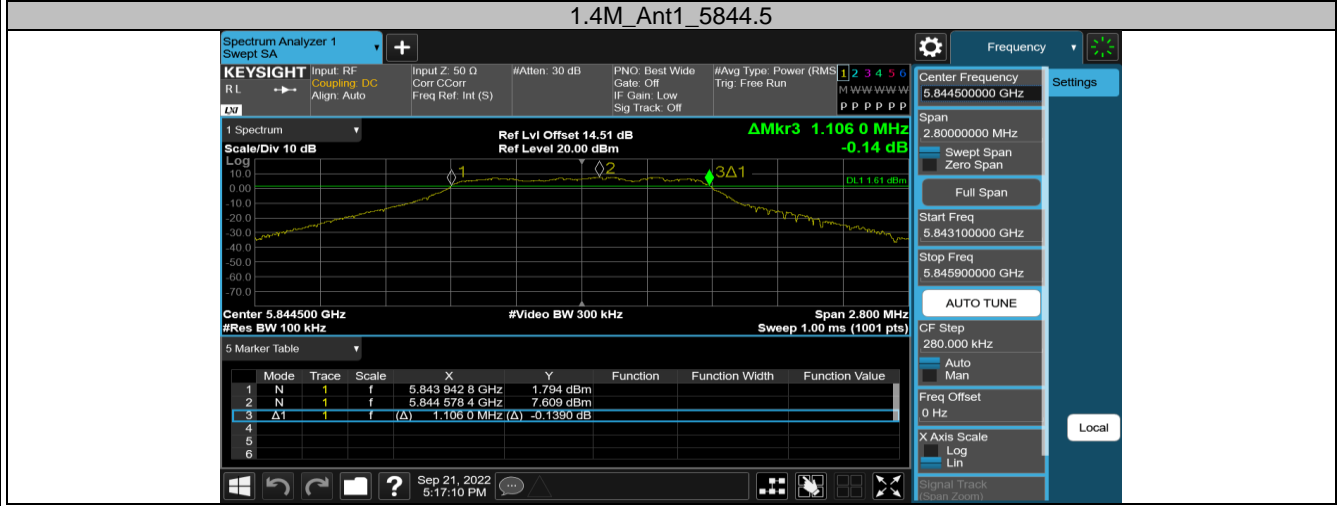 1.4M_Ant1_5844.5
Spectrum Analyzer 1
Swept SA
Frequency
KEYSIGHT
R L
LXI
Input: RF
Coupling: DC
Align: Auto
Input Z: 50 Ω
Corr CCorr
Freq Ref: Int (S)
#Atten: 30 dB
PNO: Best Wide
Gate: Off
IF Gain: Low
Sig Track: Off
#Avg Type: Power (RMS
Trig: Free Run
1 2 3 4 5 6
M W W W W W
P P P P P P
1 Spectrum
Scale/Div 10 dB
Ref Lvl Offset 14.51 dB
Ref Level 20.00 dBm
ΔMkr3 1.106 0 MHz
-0.14 dB
Log
10.0
0.00
-10.0
-20.0
-30.0
-40.0
-50.0
-60.0
-70.0
1
2
3Δ1
DL1 1.61 dBm
Center 5.844500 GHz
#Res BW 100 kHz
#Video BW 300 kHz
Span 2.800 MHz
Sweep 1.00 ms (1001 pts)
5 Marker Table
Mode Trace Scale X Y Function Function Width Function Value
1 N 1 f 5.843 942 8 GHz 1.794 dBm
2 N 1 f 5.844 578 4 GHz 7.609 dBm
3 Δ1 1 f (Δ) 1.106 0 MHz (Δ) -0.1390 dB
4
5
6
Sep 21, 2022
5:17:10 PM
Center Frequency
5.844500000 GHz
Settings
Span
2.80000000 MHz
Swept Span
Zero Span
Full Span
Start Freq
5.843100000 GHz
Stop Freq
5.845900000 GHz
AUTO TUNE
CF Step
280.000 kHz
Auto
Man
Freq Offset
0 Hz
X Axis Scale
Log
Lin
Signal Track
(Span Zoom)
Local